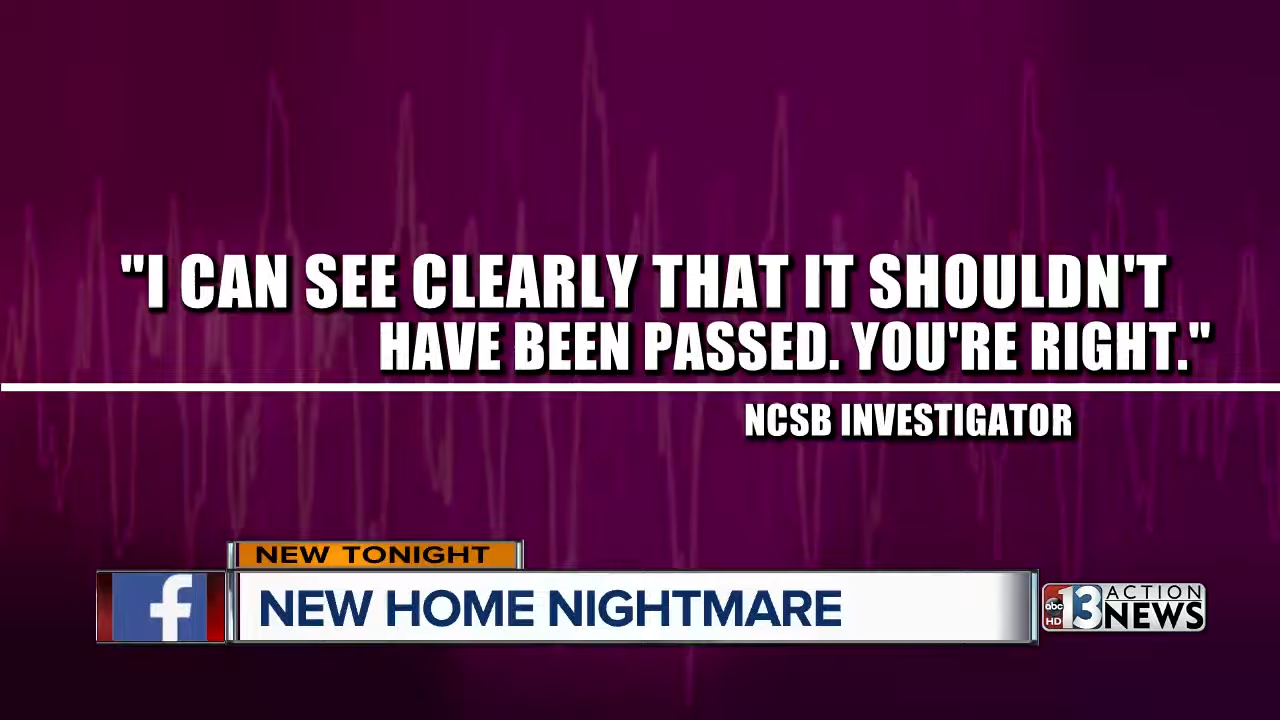 "I CAN SEE CLEARLY THAT IT SHOULDN'T
HAVE BEEN PASSED. YOU'RE RIGHT."
NCSB INVESTIGATOR
NEW TONIGHT
f
NEW HOME NIGHTMARE
abc
HD
13
ACTION
NEWS